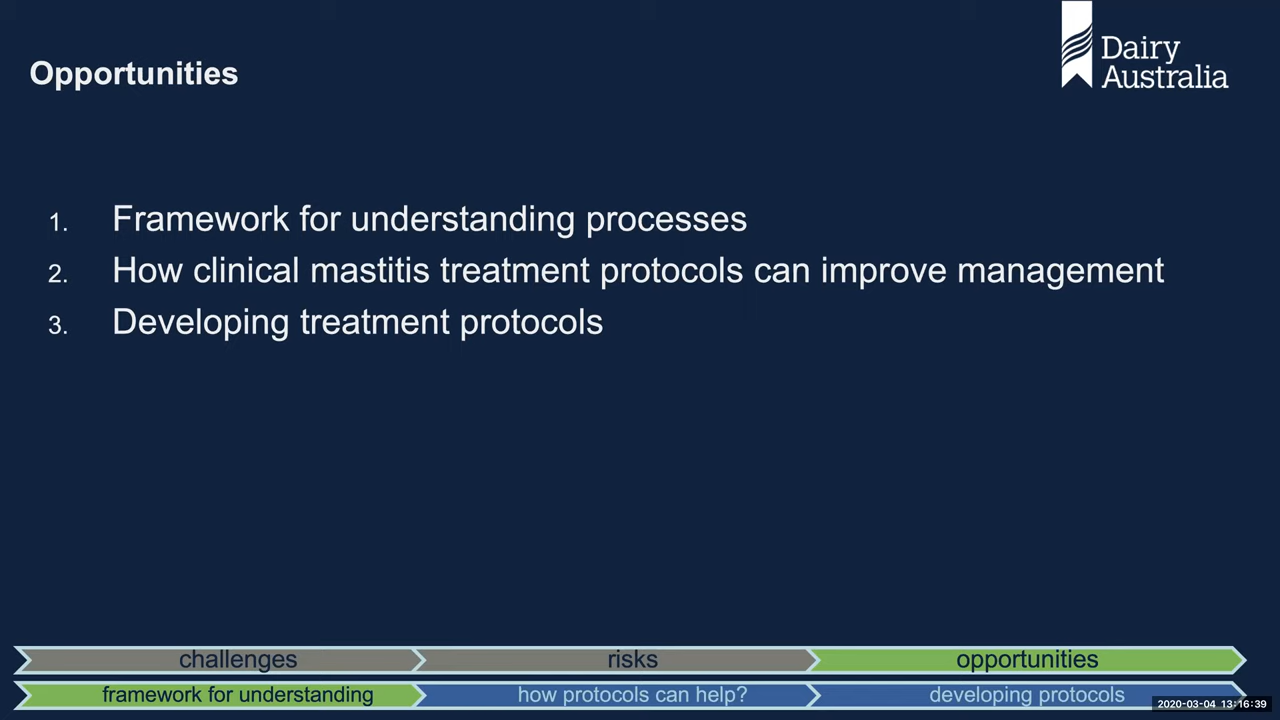 Opportunities
Dairy
Australia
1. Framework for understanding processes
2. How clinical mastitis treatment protocols can improve management
3. Developing treatment protocols
challenges risks opportunities
framework for understanding how protocols can help? developing protocols
2020-03-04 13:16:39